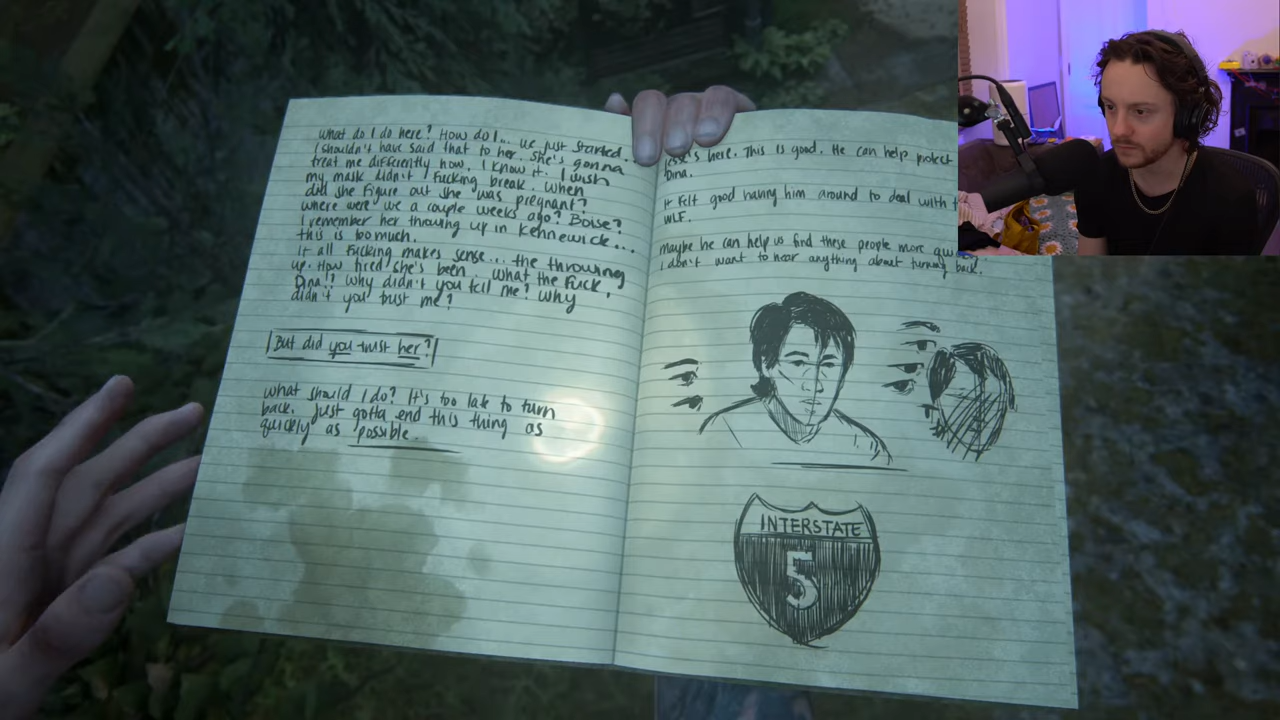 What do I do here? How do I... we just started.
I shouldn't have said that to her. She's gonna
treat me differently now. I know it. I wish
my mask didn't fucking break. When
did she figure out she was pregnant?
where were we a couple weeks ago? Boise?
I remember her throwing up in Kennewick...
this is too much.
It all fucking makes sense... the throwing
up. How tired she's been. What the fuck,
Dina!? Why didn't you tell me? Why
didn't you trust me?
But did you trust her?
What should I do? It's too late to turn
back. Just gotta end this thing as
quickly as possible.
Jesse's here. This is good. He can help protect
Dina.
It felt good having him around to deal with
WLF.
maybe he can help us find these people more
I don't want to hear anything about turning back.
INTERSTATE
5